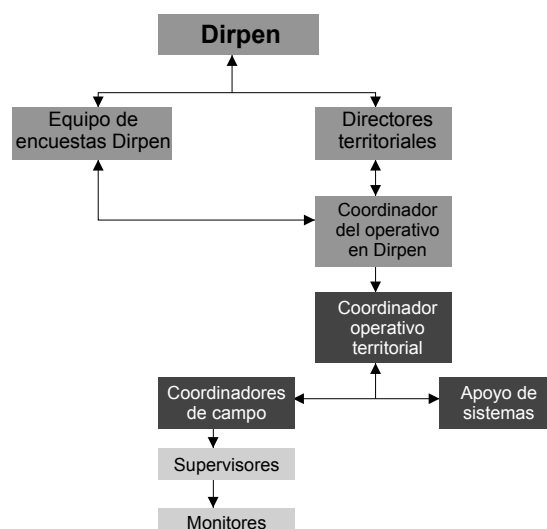 Dirpen
Equipo de
encuestas Dirpen
Directores
territoriales
Coordinador
del operativo
en Dirpen
Coordinador
operativo
territorial
Coordinadores
de campo
Apoyo de
sistemas
Supervisores
Monitores